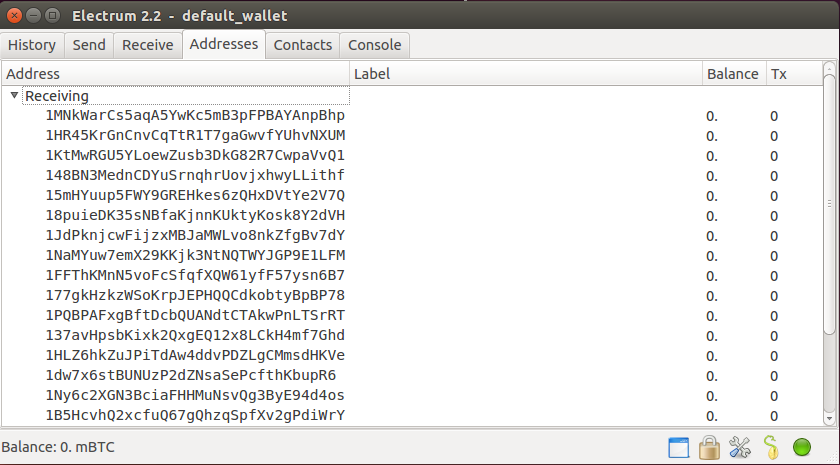 Electrum 2.2 - default_wallet
History Send Receive Addresses Contacts Console
Address Label Balance Tx
Receiving
1MNkWarCs5aqA5YwKc5mB3pFPBAYAnpBhp 0. 0
1HR45KrGnCnvCqTtR1T7gaGwvfYUhvNXUM 0. 0
1KtMwRGU5YLoewZusb3DkG82R7CwpaVvQ1 0. 0
148BN3MednCDYuSrnqhrUovjxhwyLLithf 0. 0
15mHYuup5FWY9GREHkes6zQHxDVtYe2V7Q 0. 0
18puieDK35sNBfaKjnnKUktyKosk8Y2dVH 0. 0
1JdPknjcwFijzxMBJaMWLvo8nkZfgBv7dY 0. 0
1NaMYuw7emX29KKjk3NtNQTWYJGP9E1LFM 0. 0
1FFThKMnN5voFcSfqfXQW61yfF57ysn6B7 0. 0
177gkHzkzWSoKrpJEPHQQCdkobtyBpBP78 0. 0
1PQBPAFxgBftDcbQUANdtCTAkwPnLTSrRT 0. 0
137avHpsbKixk2QxgEQ12x8LCkH4mf7Ghd 0. 0
1HLZ6hkZuJPiTdAw4ddvPDZLgCMmsdHKVe 0. 0
1dw7x6stBUNUzP2dZNsaSePcfthKbupR6 0. 0
1Ny6c2XGN3BciaFHHMuNsvQg3ByE94d4os 0. 0
1B5HcvhQ2xcfuQ67gQhzqSpfXv2gPdiWrY 0. 0
Balance: 0. mBTC